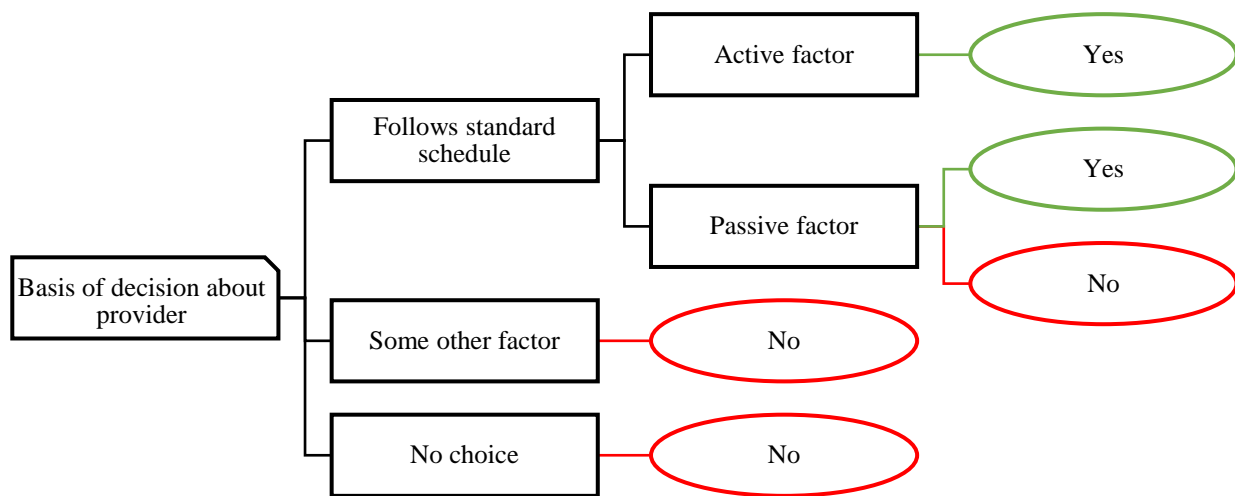 Active factor
Yes
Follows standard
schedule
Yes
Passive factor
No
Basis of decision about
provider
Some other factor
No
No choice
No